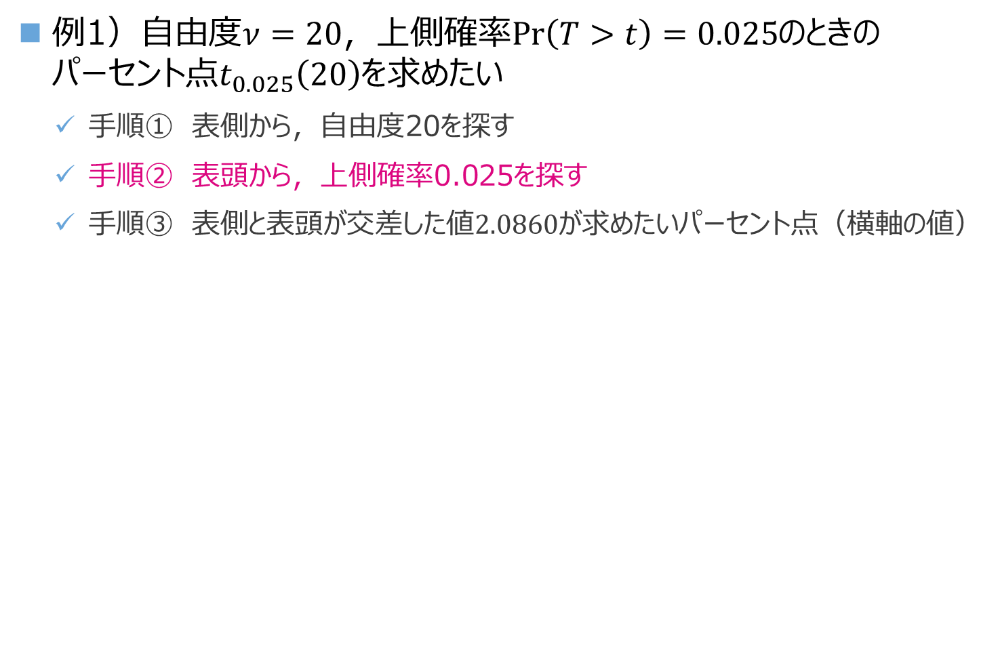 例1）自由度ν = 20，上側確率Pr(T > t) = 0.025のときの
パーセント点t₀.₀₂₅(20)を求めたい
手順①　表側から，自由度20を探す
手順②　表頭から，上側確率0.025を探す
手順③　表側と表頭が交差した値2.0860が求めたいパーセント点（横軸の値）